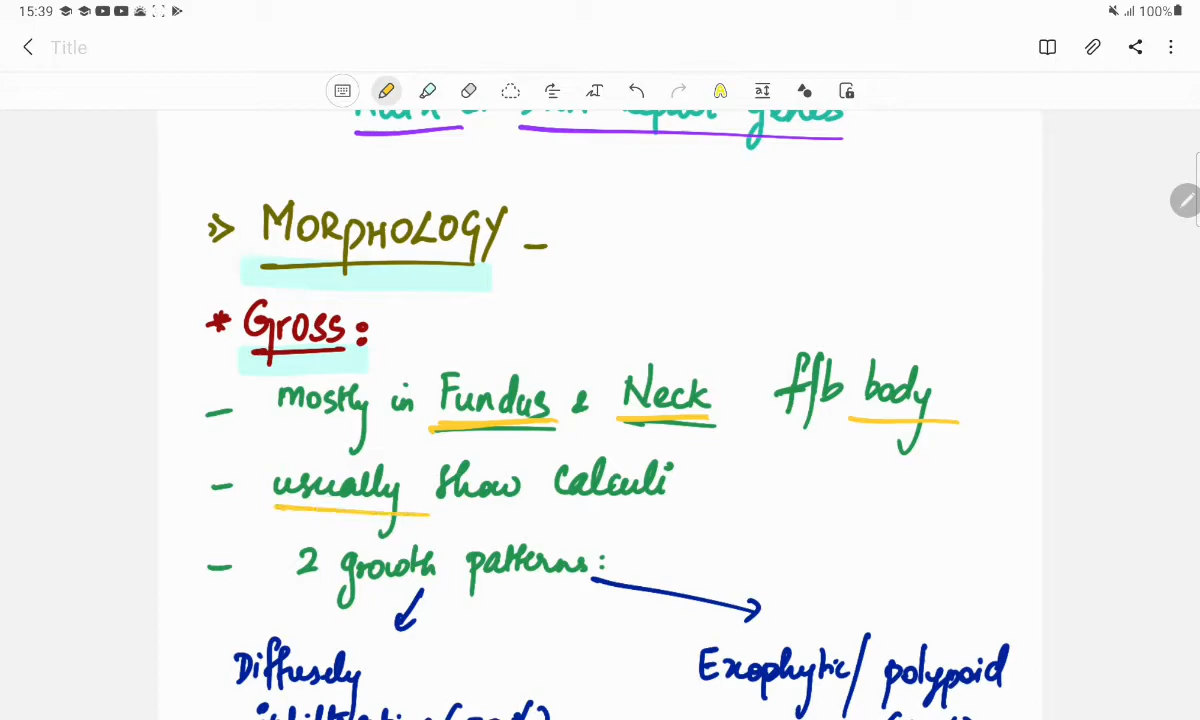 15:39
100%
Title
genes
» MORPHOLOGY -
* GROSS:
- mostly in Fundus & Neck f/b body
- usually show calculi
- 2 growth patterns:
Diffusely Exophytic/ polypoid